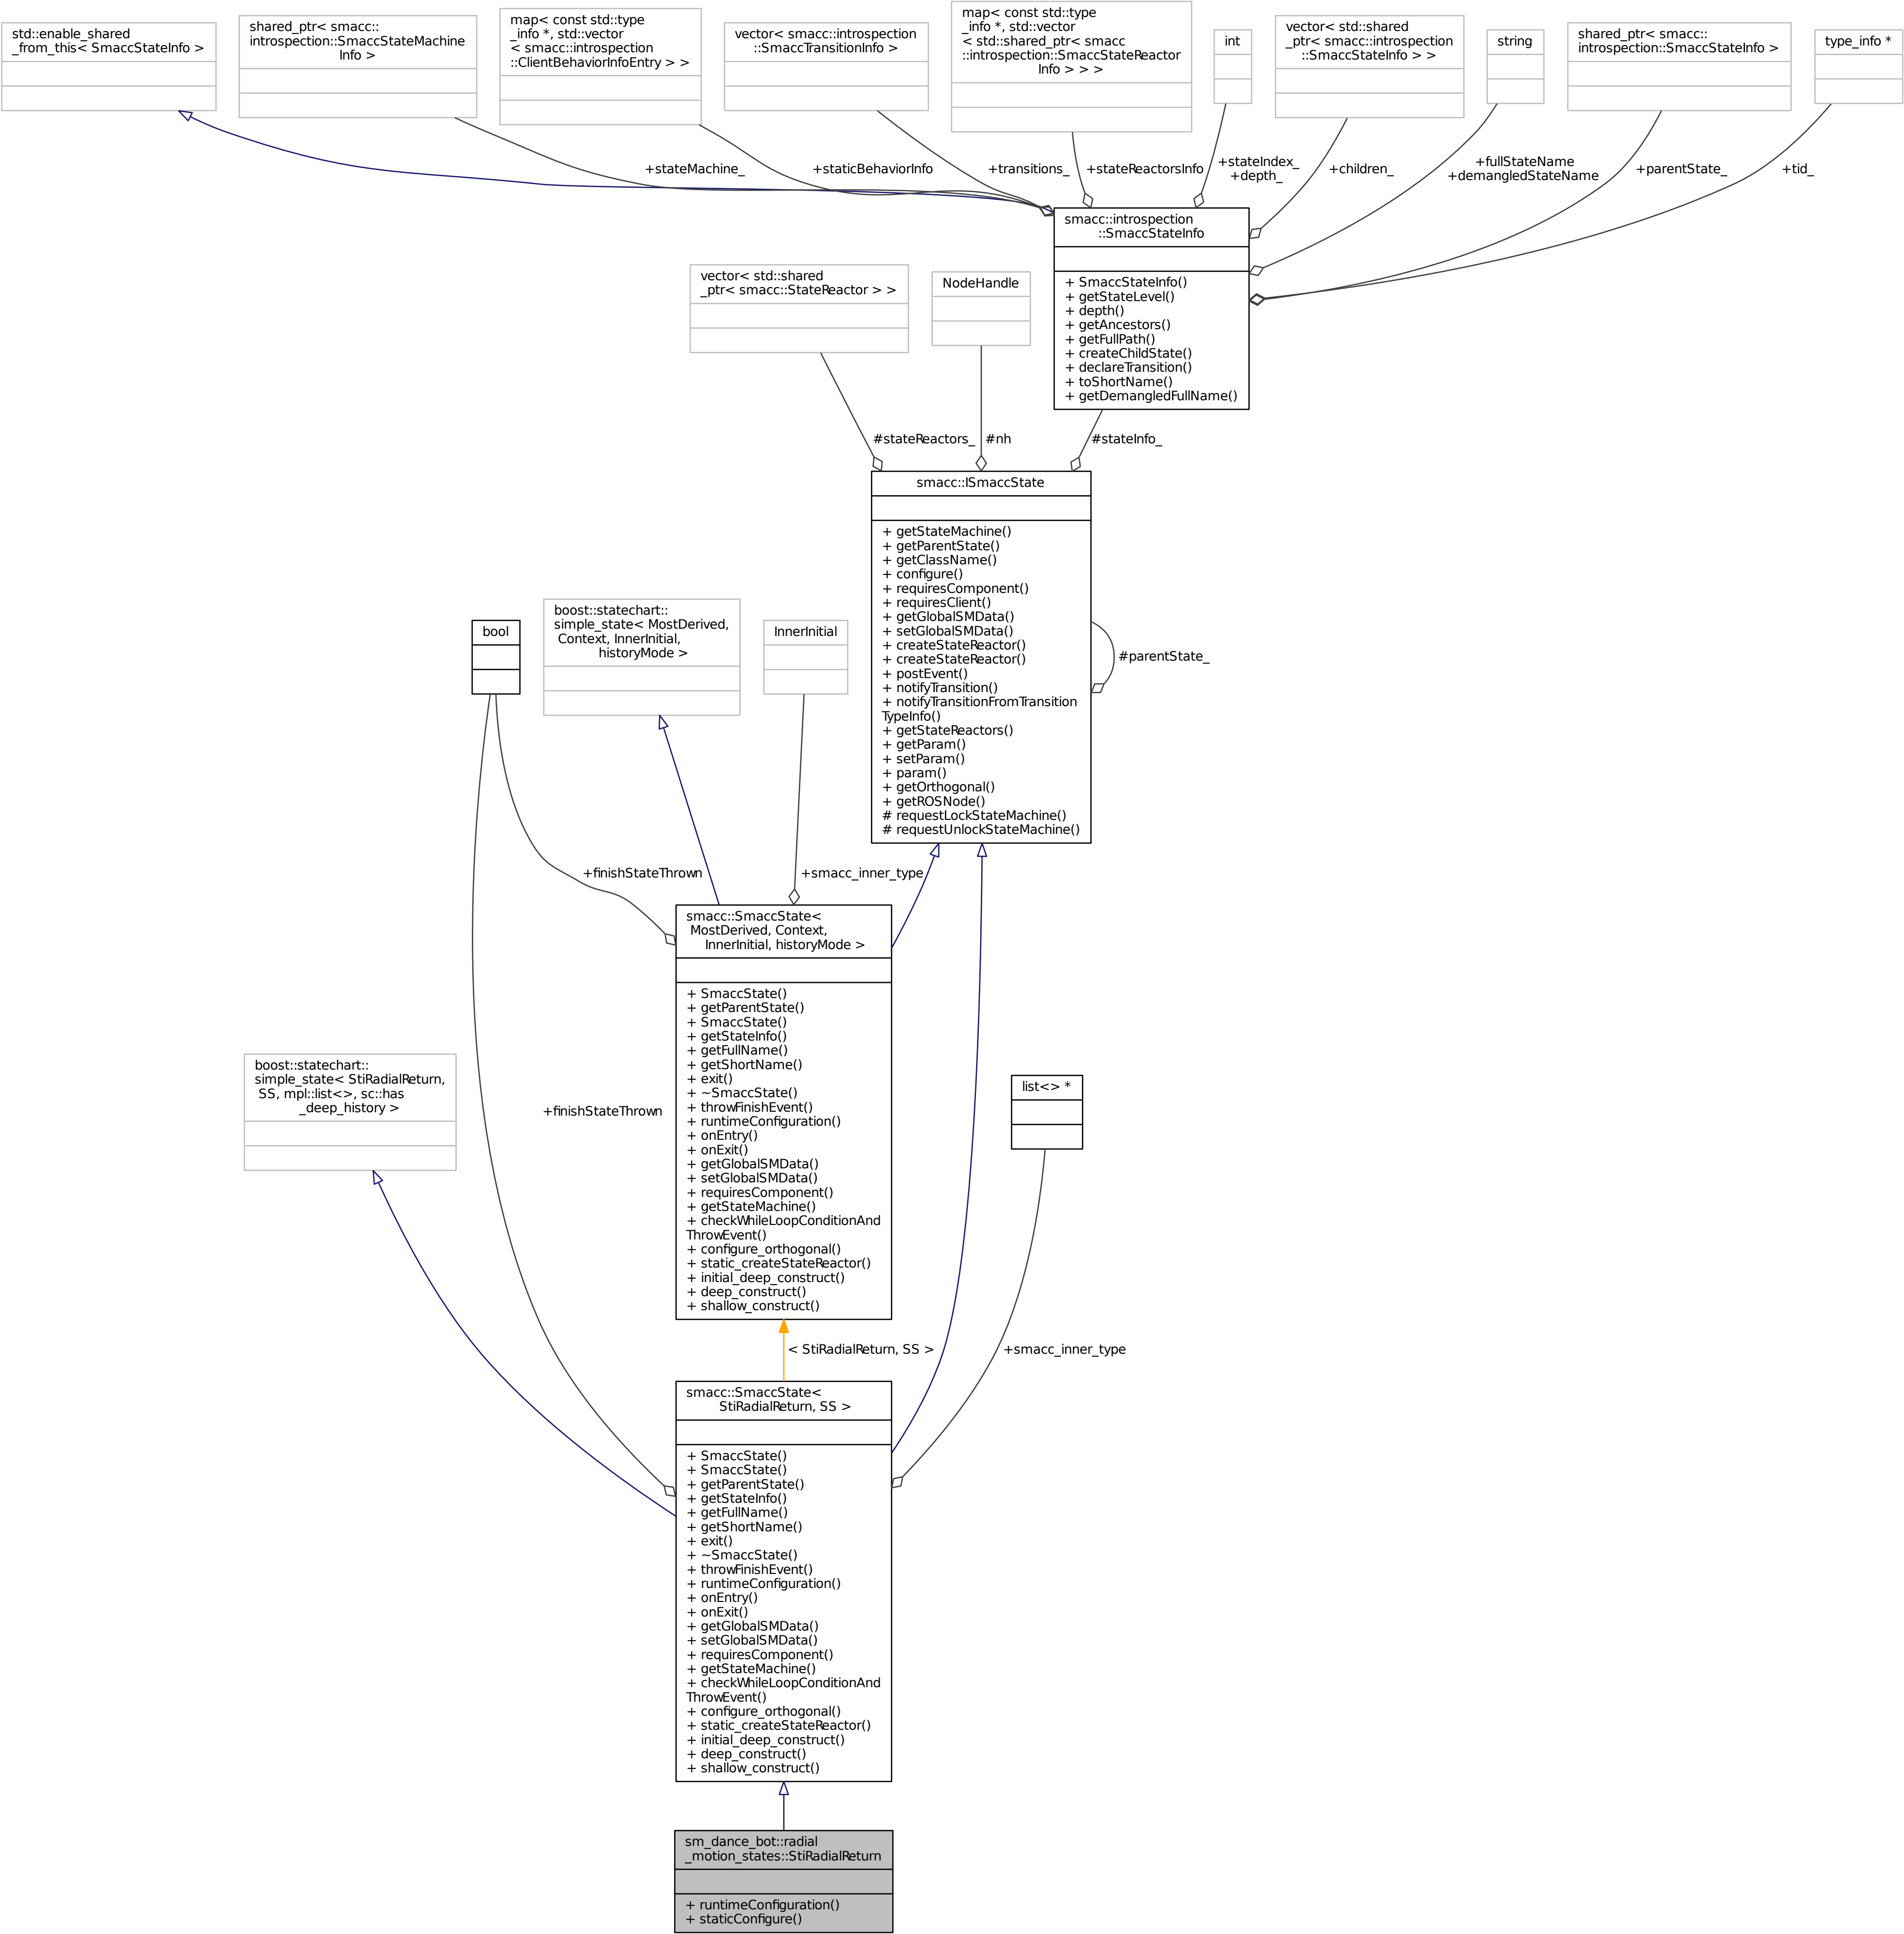 std::enable_shared
_from_this< SmaccStateInfo >
shared_ptr< smacc::
introspection::SmaccStateMachine
Info >
map< const std::type
_info *, std::vector
< smacc::introspection
::ClientBehaviorInfoEntry > >
vector< smacc::introspection
::SmaccTransitionInfo >
map< const std::type
_info *, std::vector
< std::shared_ptr< smacc
::introspection::SmaccStateReactor
Info > > >
int
vector< std::shared
_ptr< smacc::introspection
::SmaccStateInfo > >
string
shared_ptr< smacc::
introspection::SmaccStateInfo >
type_info *
+stateMachine_
+staticBehaviorInfo
+transitions_
+stateReactorsInfo
+stateIndex_
+depth_
+children_
+fullStateName
+demangledStateName
+parentState_
+tid_
smacc::introspection
::SmaccStateInfo
+ SmaccStateInfo()
+ getStateLevel()
+ depth()
+ getAncestors()
+ getFullPath()
+ createChildState()
+ declareTransition()
+ toShortName()
+ getDemangledFullName()
vector< std::shared
_ptr< smacc::StateReactor > >
NodeHandle
#stateReactors_
#nh
#stateInfo_
smacc::ISmaccState
+ getStateMachine()
+ getParentState()
+ getClassName()
+ configure()
+ requiresComponent()
+ requiresClient()
+ getGlobalSMData()
+ setGlobalSMData()
+ createStateReactor()
+ createStateReactor()
+ postEvent()
+ notifyTransition()
+ notifyTransitionFromTransition
TypeInfo()
+ getStateReactors()
+ getParam()
+ setParam()
+ param()
+ getOrthogonal()
+ getROSNode()
# requestLockStateMachine()
# requestUnlockStateMachine()
#parentState_
bool
boost::statechart::
simple_state< MostDerived,
Context, InnerInitial,
historyMode >
InnerInitial
+finishStateThrown
+smacc_inner_type
smacc::SmaccState<
MostDerived, Context,
InnerInitial, historyMode >
+ SmaccState()
+ getParentState()
+ SmaccState()
+ getStateInfo()
+ getFullName()
+ getShortName()
+ exit()
+ ~SmaccState()
+ throwFinishEvent()
+ runtimeConfiguration()
+ onEntry()
+ onExit()
+ getGlobalSMData()
+ setGlobalSMData()
+ requiresComponent()
+ getStateMachine()
+ checkWhileLoopConditionAnd
ThrowEvent()
+ configure_orthogonal()
+ static_createStateReactor()
+ initial_deep_construct()
+ deep_construct()
+ shallow_construct()
boost::statechart::
simple_state< StiRadialReturn,
SS, mpl::list<>, sc::has
_deep_history >
+finishStateThrown
list<> *
< StiRadialReturn, SS >
+smacc_inner_type
smacc::SmaccState<
StiRadialReturn, SS >
+ SmaccState()
+ SmaccState()
+ getParentState()
+ getStateInfo()
+ getFullName()
+ getShortName()
+ exit()
+ ~SmaccState()
+ throwFinishEvent()
+ runtimeConfiguration()
+ onEntry()
+ onExit()
+ getGlobalSMData()
+ setGlobalSMData()
+ requiresComponent()
+ getStateMachine()
+ checkWhileLoopConditionAnd
ThrowEvent()
+ configure_orthogonal()
+ static_createStateReactor()
+ initial_deep_construct()
+ deep_construct()
+ shallow_construct()
sm_dance_bot::radial
_motion_states::StiRadialReturn
+ runtimeConfiguration()
+ staticConfigure()